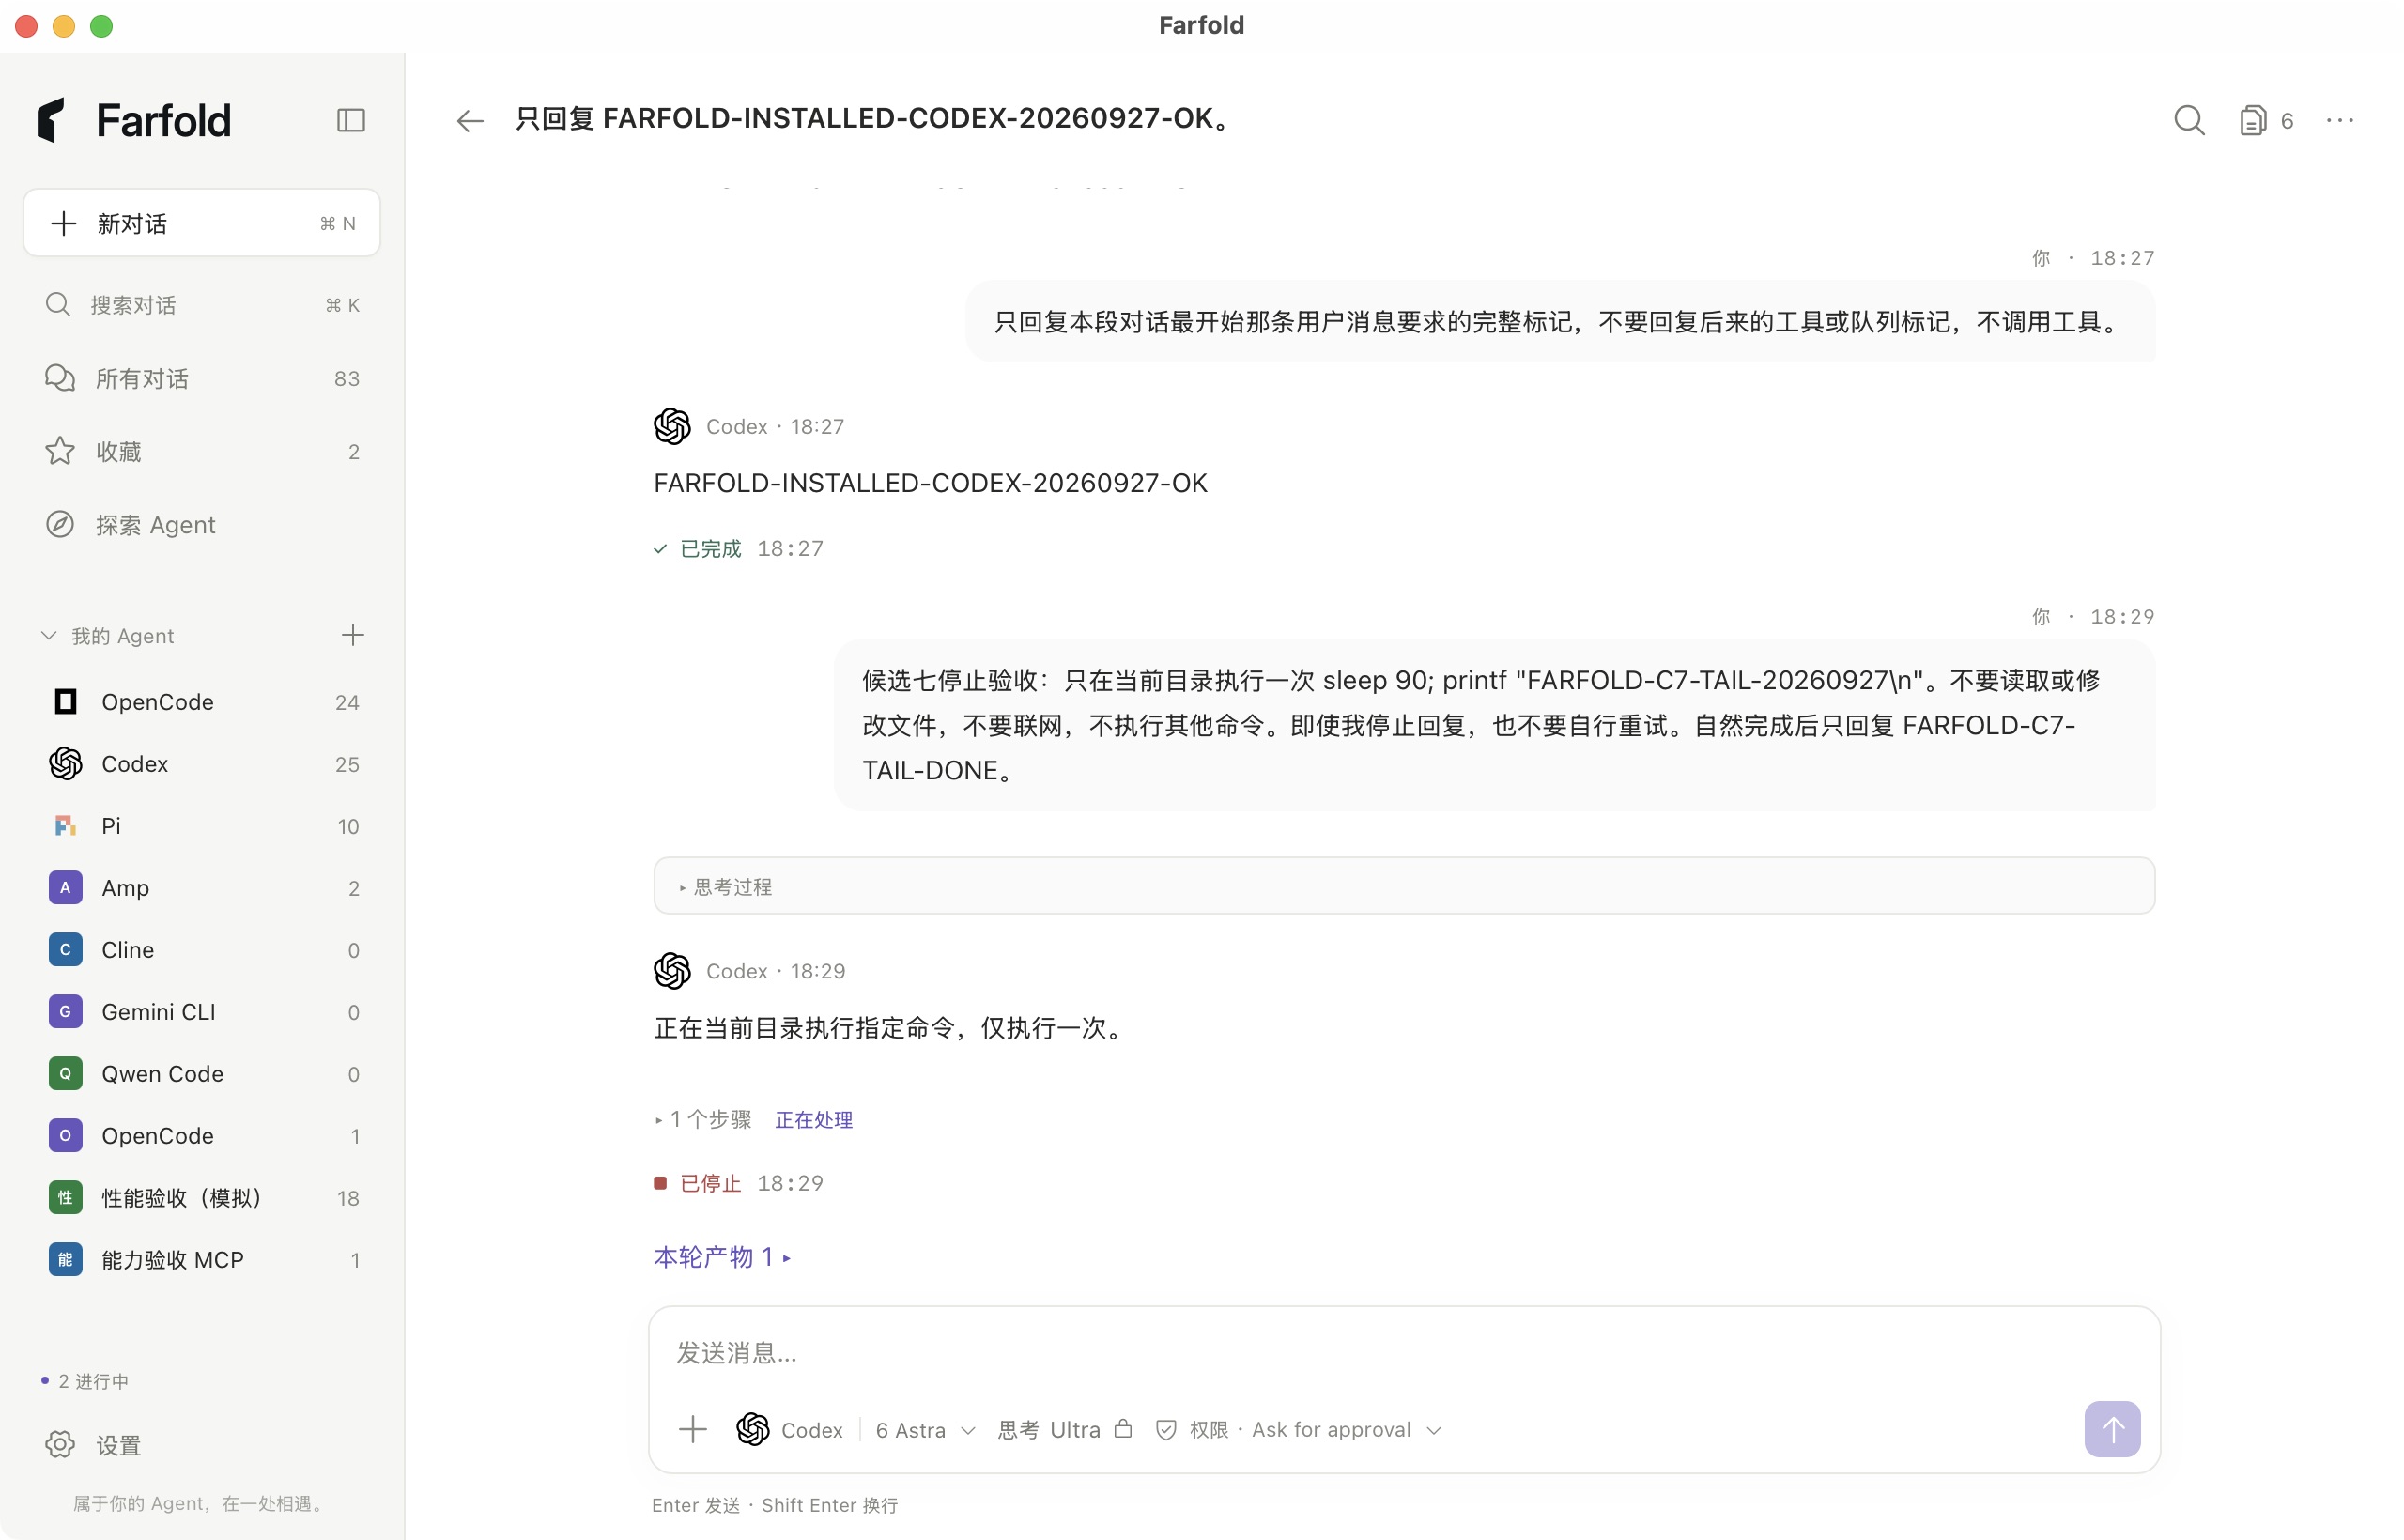 Farfold
Farfold
新对话 ⌘ N
搜索对话 ⌘ K
所有对话 83
收藏 2
探索 Agent
我的 Agent
OpenCode 24
Codex 25
Pi 10
A Amp 2
C Cline 0
G Gemini CLI 0
Q Qwen Code 0
O OpenCode 1
性 性能验收（模拟） 18
能 能力验收 MCP 1
2 进行中
设置
属于你的 Agent，在一处相遇。
只回复 FARFOLD-INSTALLED-CODEX-20260927-OK。
6
你 · 18:27
只回复本段对话最开始那条用户消息要求的完整标记，不要回复后来的工具或队列标记，不调用工具。
Codex · 18:27
FARFOLD-INSTALLED-CODEX-20260927-OK
已完成 18:27
你 · 18:29
候选七停止验收：只在当前目录执行一次 sleep 90; printf "FARFOLD-C7-TAIL-20260927\n"。不要读取或修
改文件，不要联网，不执行其他命令。即使我停止回复，也不要自行重试。自然完成后只回复 FARFOLD-C7-
TAIL-DONE。
思考过程
Codex · 18:29
正在当前目录执行指定命令，仅执行一次。
1 个步骤 正在处理
已停止 18:29
本轮产物 1
发送消息...
Codex 6 Astra 思考 Ultra 权限 · Ask for approval
Enter 发送 · Shift Enter 换行